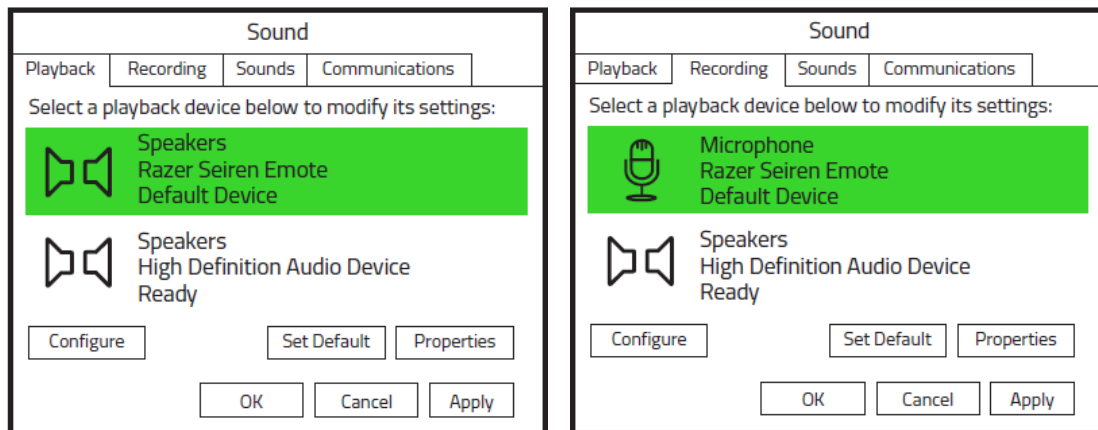 Sound
Playback Recording Sounds Communications
Select a playback device below to modify its settings:
Speakers
Razer Seiren Emote
Default Device
Speakers
High Definition Audio Device
Ready
Configure Set Default Properties
OK Cancel Apply
Sound
Playback Recording Sounds Communications
Select a playback device below to modify its settings:
Microphone
Razer Seiren Emote
Default Device
Speakers
High Definition Audio Device
Ready
Configure Set Default Properties
OK Cancel Apply